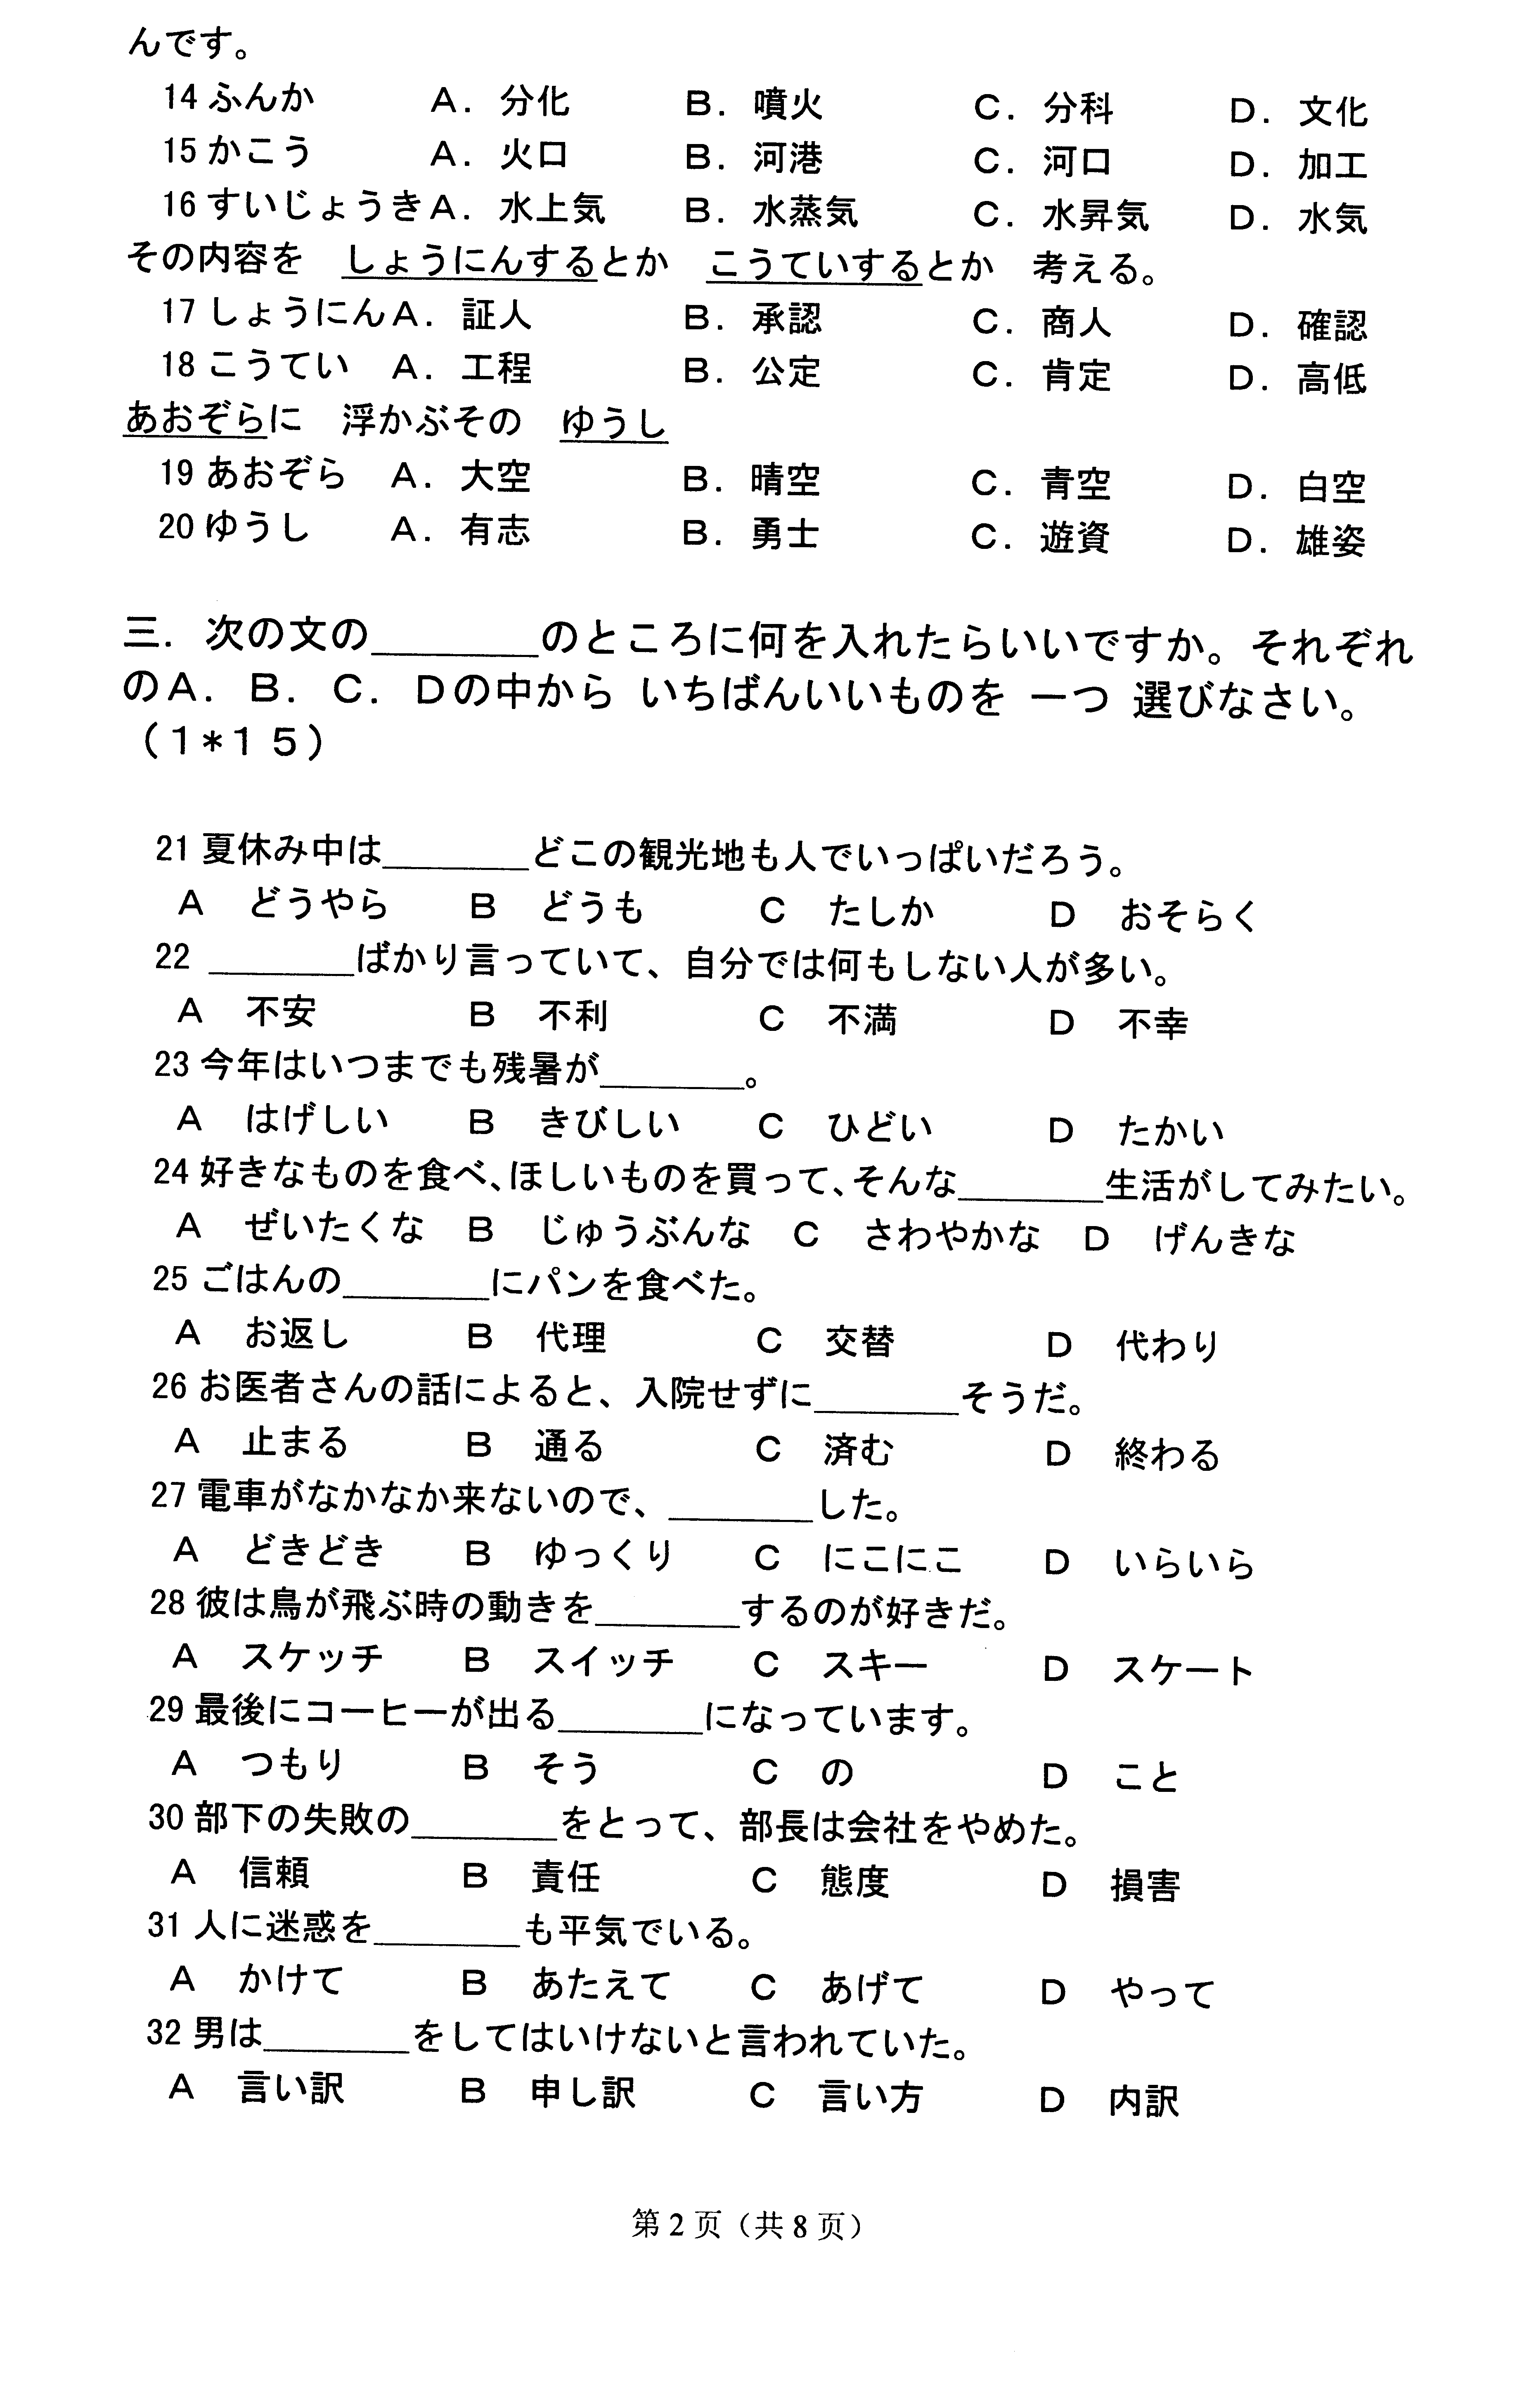 んです。
14 ふんか A．分化 B．噴火 C．分科 D．文化
15 かこう A．火口 B．河港 C．河口 D．加工
16 すいじょうき A．水上気 B．水蒸気 C．水昇気 D．水気
その内容を しょうにんするとか こうていするとか 考える。
17 しょうにん A．証人 B．承認 C．商人 D．確認
18 こうてい A．工程 B．公定 C．肯定 D．高低
あおぞらに 浮かぶその ゆうし
19 あおぞら A．大空 B．晴空 C．青空 D．白空
20 ゆうし A．有志 B．勇士 C．遊資 D．雄姿
三．次の文の________のところに何を入れたらいいですか。それぞれ
のA．B．C．Dの中から いちばんいいものを 一つ 選びなさい。
（1*15）
21 夏休み中は________どこの観光地も人でいっぱいだろう。
A どうやら B どうも C たしか D おそらく
22 ________ばかり言っていて、自分では何もしない人が多い。
A 不安 B 不利 C 不満 D 不幸
23 今年はいつまでも残暑が________。
A はげしい B きびしい C ひどい D たかい
24 好きなものを食べ、ほしいものを買って、そんな________生活がしてみたい。
A ぜいたくな B じゅうぶんな C さわやかな D げんきな
25 ごはんの________にパンを食べた。
A お返し B 代理 C 交替 D 代わり
26 お医者さんの話によると、入院せずに________そうだ。
A 止まる B 通る C 済む D 終わる
27 電車がなかなか来ないので、________した。
A どきどき B ゆっくり C にこにこ D いらいら
28 彼は鳥が飛ぶ時の動きを________するのが好きだ。
A スケッチ B スイッチ C スキー D スケート
29 最後にコーヒーが出る________になっています。
A つもり B そう C の D こと
30 部下の失敗の________をとって、部長は会社をやめた。
A 信頼 B 責任 C 態度 D 損害
31 人に迷惑を________も平気でいる。
A かけて B あたえて C あげて D やって
32 男は________をしてはいけないと言われていた。
A 言い訳 B 申し訳 C 言い方 D 内訳
第 2 页（共 8 页）